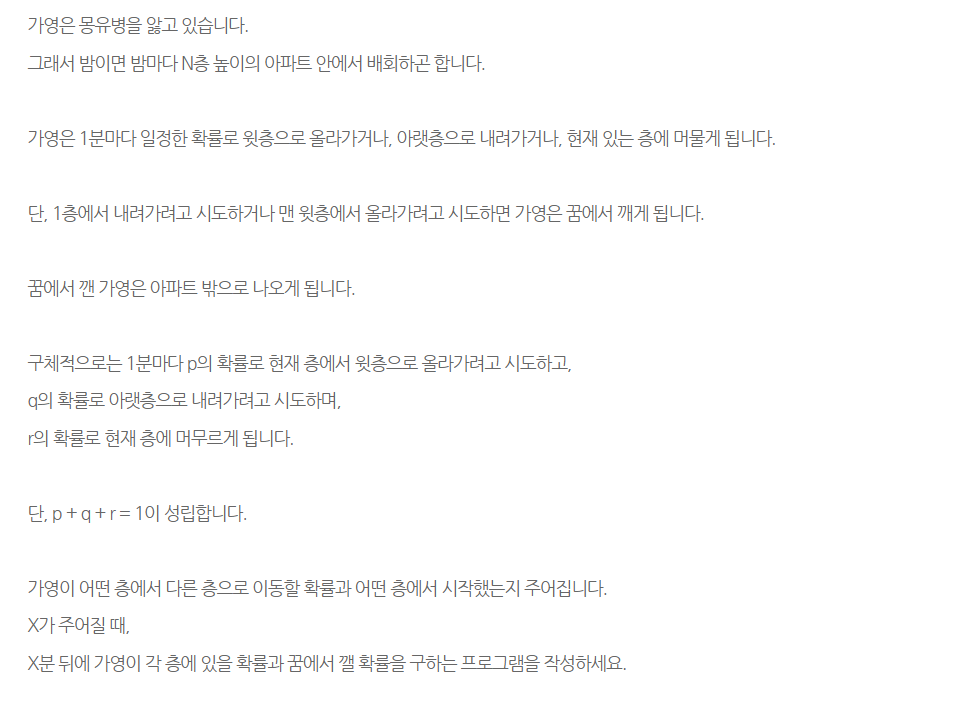 가영은 몽유병을 앓고 있습니다.
그래서 밤이면 밤마다 N층 높이의 아파트 안에서 배회하곤 합니다.
가영은 1분마다 일정한 확률로 윗층으로 올라가거나, 아랫층으로 내려가거나, 현재 있는 층에 머물게 됩니다.
단, 1층에서 내려가려고 시도하거나 맨 윗층에서 올라가려고 시도하면 가영은 꿈에서 깨게 됩니다.
꿈에서 깬 가영은 아파트 밖으로 나오게 됩니다.
구체적으로는 1분마다 p의 확률로 현재 층에서 윗층으로 올라가려고 시도하고,
q의 확률로 아랫층으로 내려가려고 시도하며,
r의 확률로 현재 층에 머무르게 됩니다.
단, p + q + r = 1이 성립합니다.
가영이 어떤 층에서 다른 층으로 이동할 확률과 어떤 층에서 시작했는지 주어집니다.
X가 주어질 때,
X분 뒤에 가영이 각 층에 있을 확률과 꿈에서 깰 확률을 구하는 프로그램을 작성하세요.